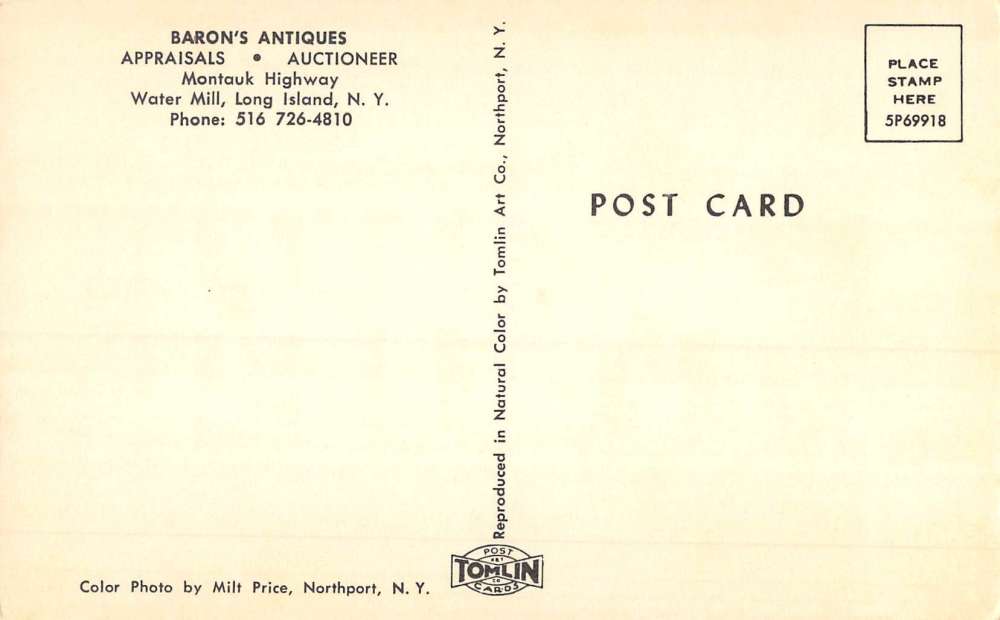 BARON'S ANTIQUES
APPRAISALS • AUCTIONEER
Montauk Highway
Water Mill, Long Island, N. Y.
Phone: 516 726-4810
Color Photo by Milt Price, Northport, N. Y.
Reproduced in Natural Color by Tomlin Art Co., Northport, N. Y.
POST
ART
TOMLIN
CO
CARDS
PLACE
STAMP
HERE
5P69918
POST CARD